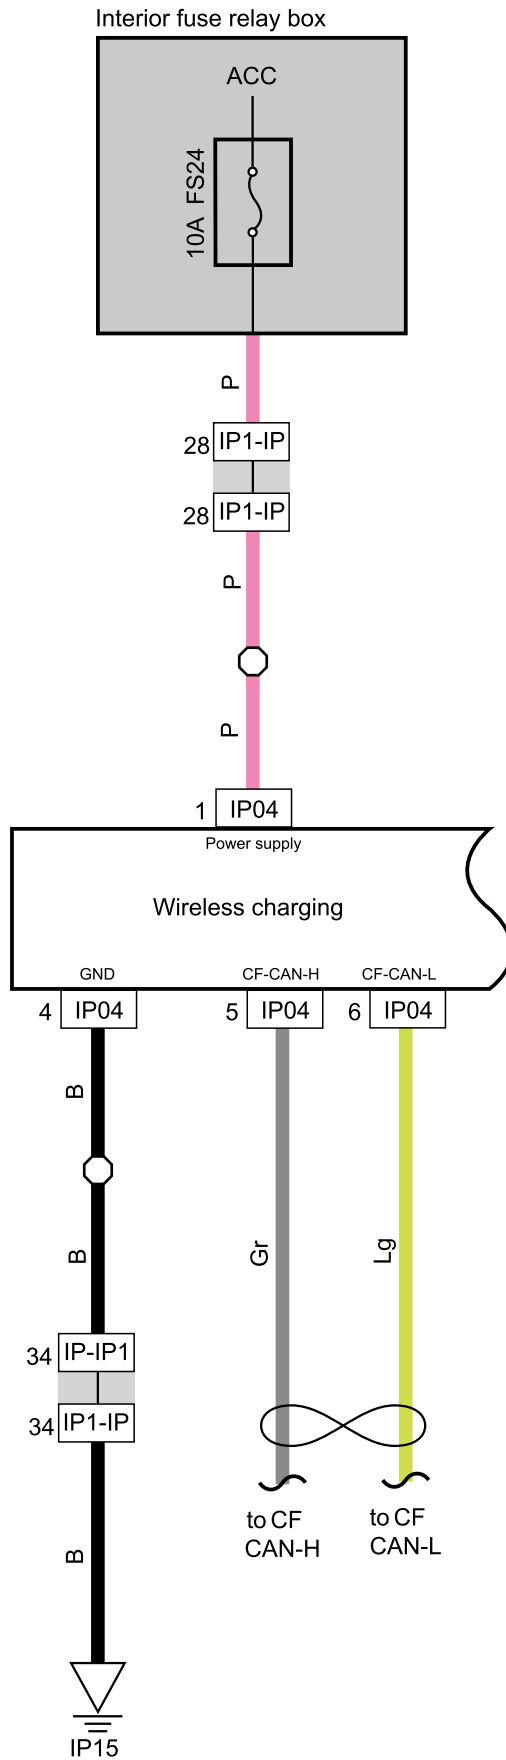 Interior fuse relay box
ACC
10A FS24
P
28 IP1-IP
28 IP1-IP
P
P
1 IP04
Power supply
Wireless charging
GND CF-CAN-H CF-CAN-L
4 IP04 5 IP04 6 IP04
B
B Gr Lg
34 IP-IP1
34 IP1-IP
to CF to CF
CAN-H CAN-L
B
IP15